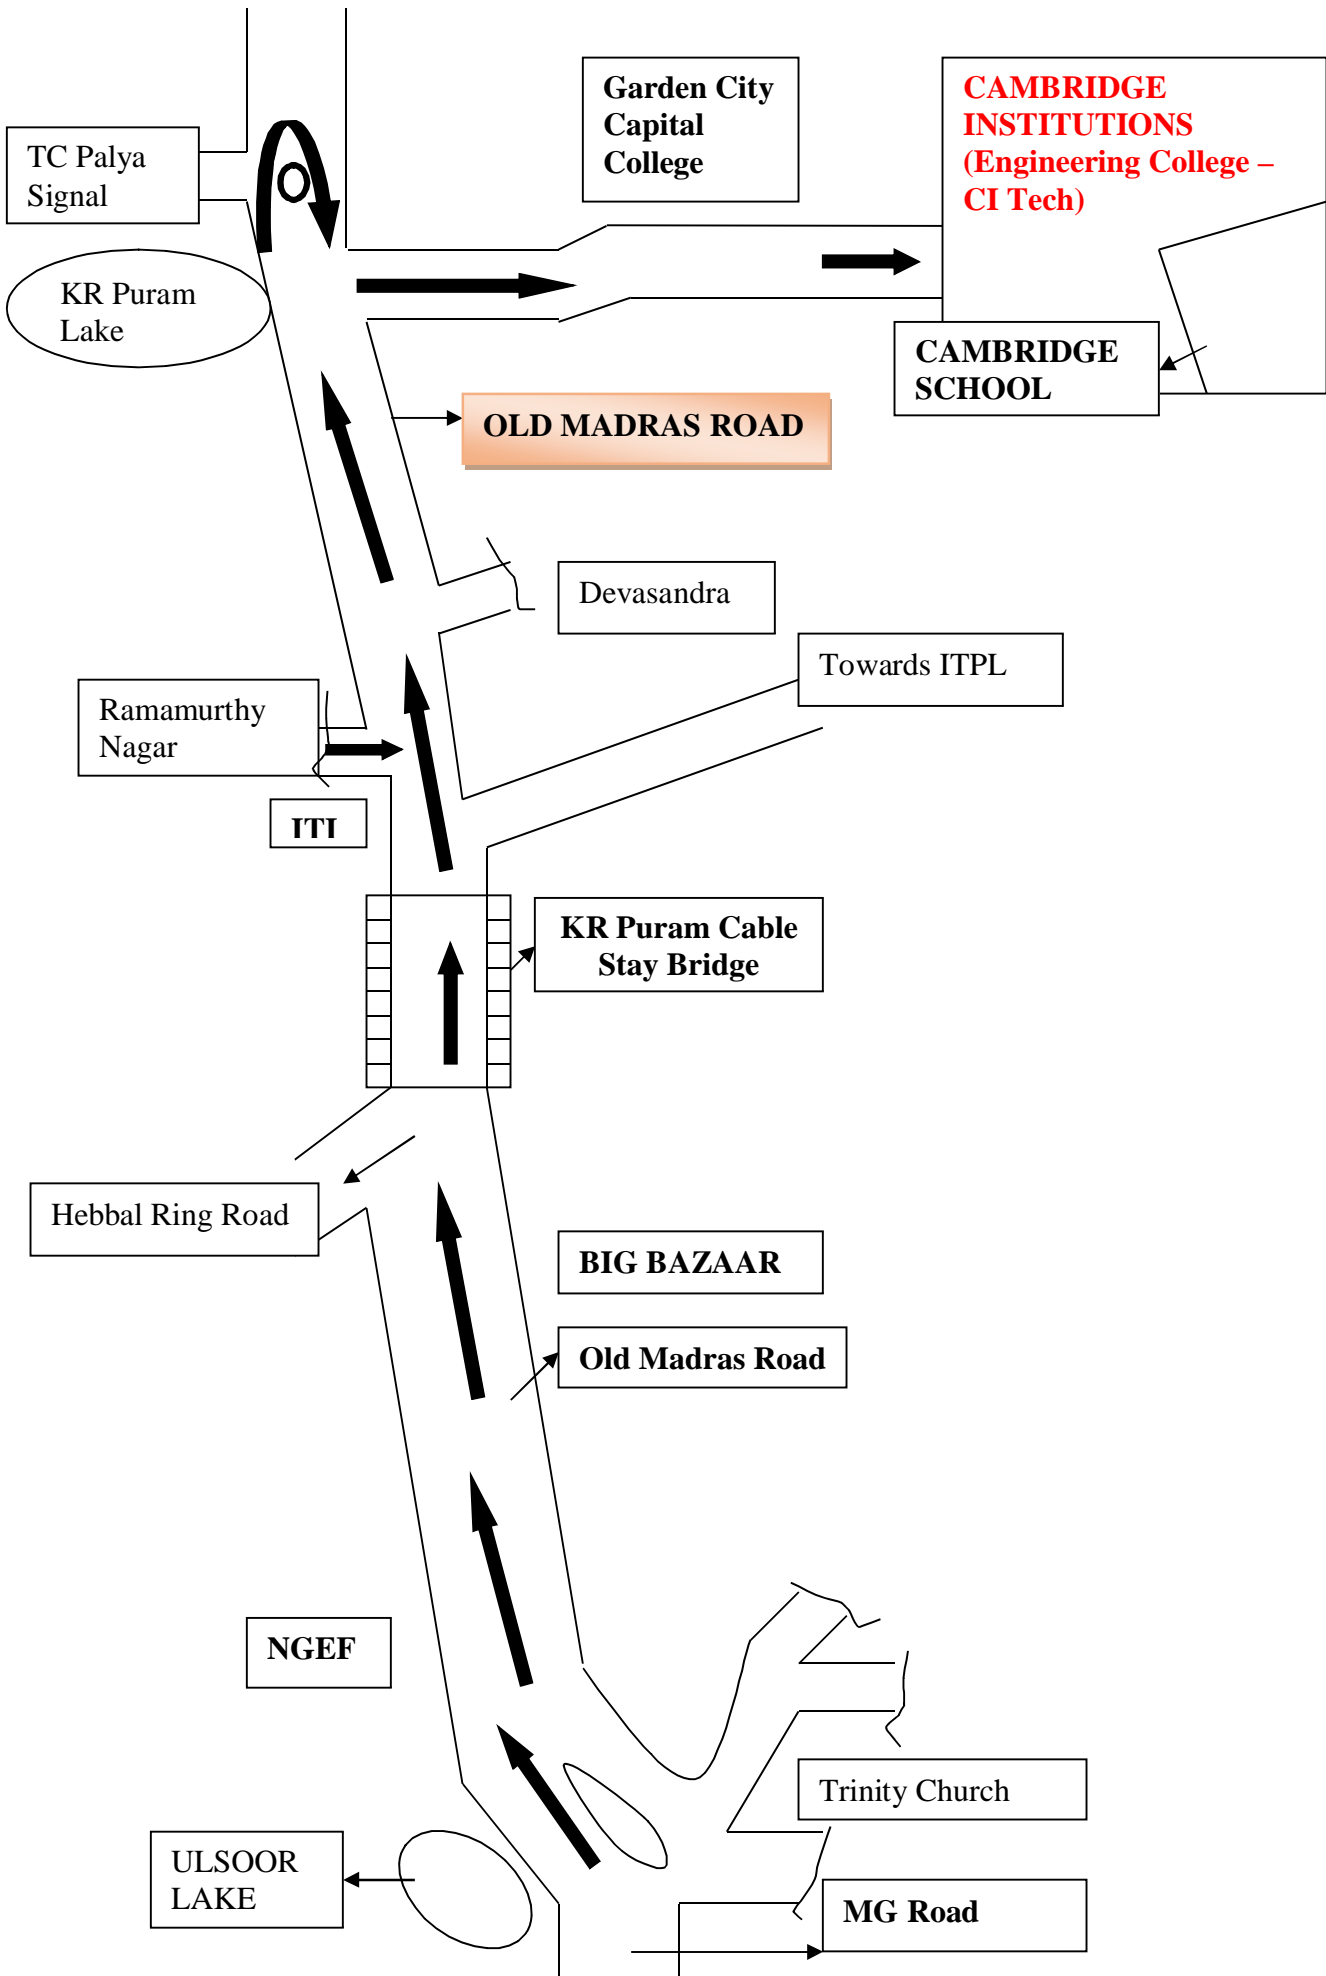 Garden City
Capital
College
CAMBRIDGE
INSTITUTIONS
(Engineering College –
CI Tech)
TC Palya
Signal
KR Puram
Lake
CAMBRIDGE
SCHOOL
OLD MADRAS ROAD
Devasandra
Towards ITPL
Ramamurthy
Nagar
ITI
KR Puram Cable
Stay Bridge
Hebbal Ring Road
BIG BAZAAR
Old Madras Road
NGEF
Trinity Church
ULSOOR
LAKE
MG Road